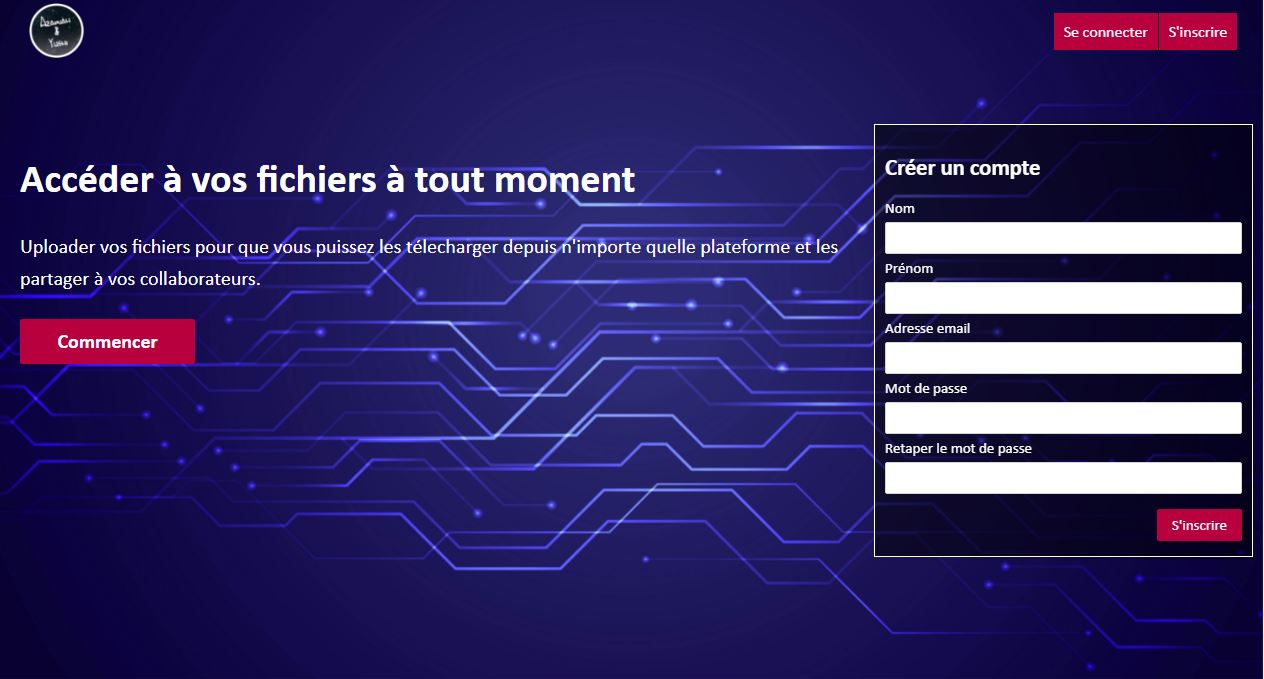 &
Se connecter
S'inscrire
Accéder à vos fichiers à tout moment
Uploader vos fichiers pour que vous puissez les télecharger depuis n'importe quelle plateforme et les
partager à vos collaborateurs.
Commencer
Créer un compte
Nom
Prénom
Adresse email
Mot de passe
Retaper le mot de passe
S'inscrire